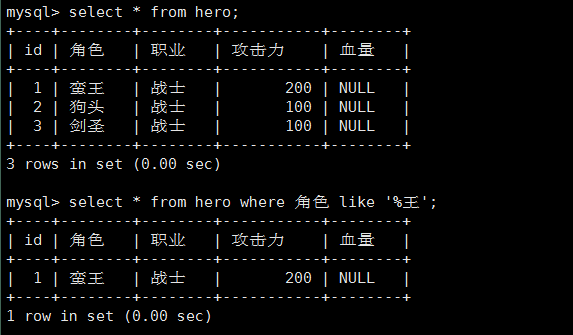 mysql> select * from hero;
+----+--------+--------+-----------+--------+
| id | 角色 | 职业 | 攻击力 | 血量 |
+----+--------+--------+-----------+--------+
| 1 | 蛮王 | 战士 | 200 | NULL |
| 2 | 狗头 | 战士 | 100 | NULL |
| 3 | 剑圣 | 战士 | 100 | NULL |
+----+--------+--------+-----------+--------+
3 rows in set (0.00 sec)
mysql> select * from hero where 角色 like '%王';
+----+--------+--------+-----------+--------+
| id | 角色 | 职业 | 攻击力 | 血量 |
+----+--------+--------+-----------+--------+
| 1 | 蛮王 | 战士 | 200 | NULL |
+----+--------+--------+-----------+--------+
1 row in set (0.00 sec)